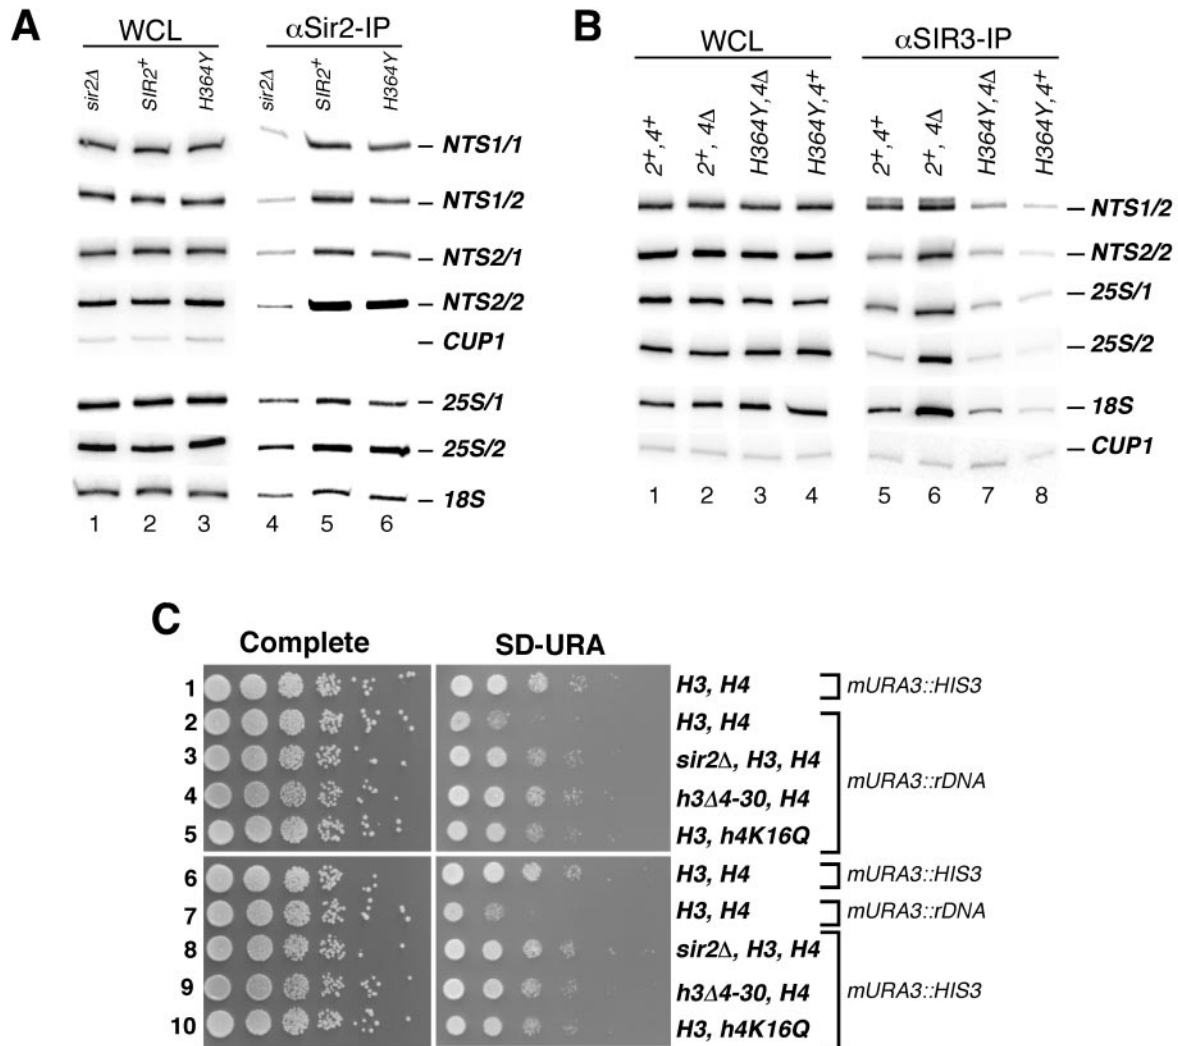 A
WCL
αSir2-IP
sir2Δ
SIR2+
H364Y
sir2Δ
SIR2+
H364Y
NTS1/1
NTS1/2
NTS2/1
NTS2/2
CUP1
25S/1
25S/2
18S
1 2 3 4 5 6
B
WCL
αSIR3-IP
2+,4+
2+, 4Δ
H364Y,4Δ
H364Y,4+
2+,4+
2+, 4Δ
H364Y,4Δ
H364Y,4+
NTS1/2
NTS2/2
25S/1
25S/2
18S
CUP1
1 2 3 4 5 6 7 8
C
Complete
SD-URA
1 H3, H4 mURA3::HIS3
2 H3, H4
3 sir2Δ, H3, H4
mURA3::rDNA
4 h3Δ4-30, H4
5 H3, h4K16Q
6 H3, H4 mURA3::HIS3
7 H3, H4 mURA3::rDNA
8 sir2Δ, H3, H4
9 h3Δ4-30, H4 mURA3::HIS3
10 H3, h4K16Q